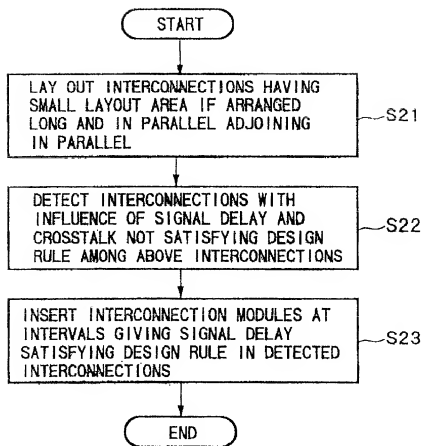 START
LAY OUT INTERCONNECTIONS HAVING
SMALL LAYOUT AREA IF ARRANGED
LONG AND IN PARALLEL ADJOINING
IN PARALLEL
S21
DETECT INTERCONNECTIONS WITH
INFLUENCE OF SIGNAL DELAY AND
CROSSTALK NOT SATISFYING DESIGN
RULE AMONG ABOVE INTERCONNECTIONS
S22
INSERT INTERCONNECTION MODULES AT
INTERVALS GIVING SIGNAL DELAY
SATISFYING DESIGN RULE IN DETECTED
INTERCONNECTIONS
S23
END